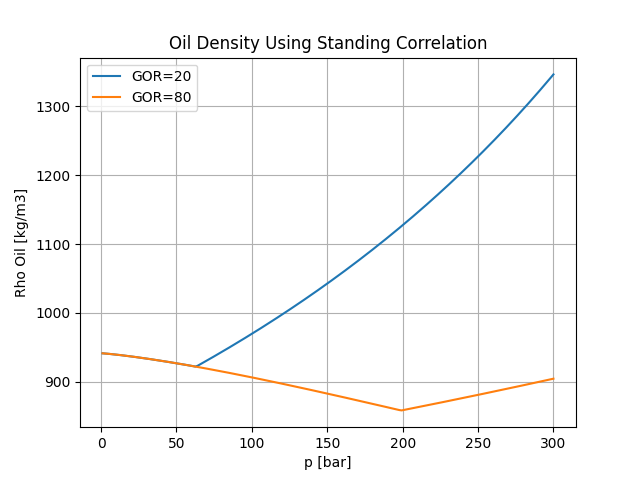 Oil Density Using Standing Correlation
GOR=20
GOR=80
Rho Oil [kg/m3]
1300
1200
1100
1000
900
0 50 100 150 200 250 300
p [bar]